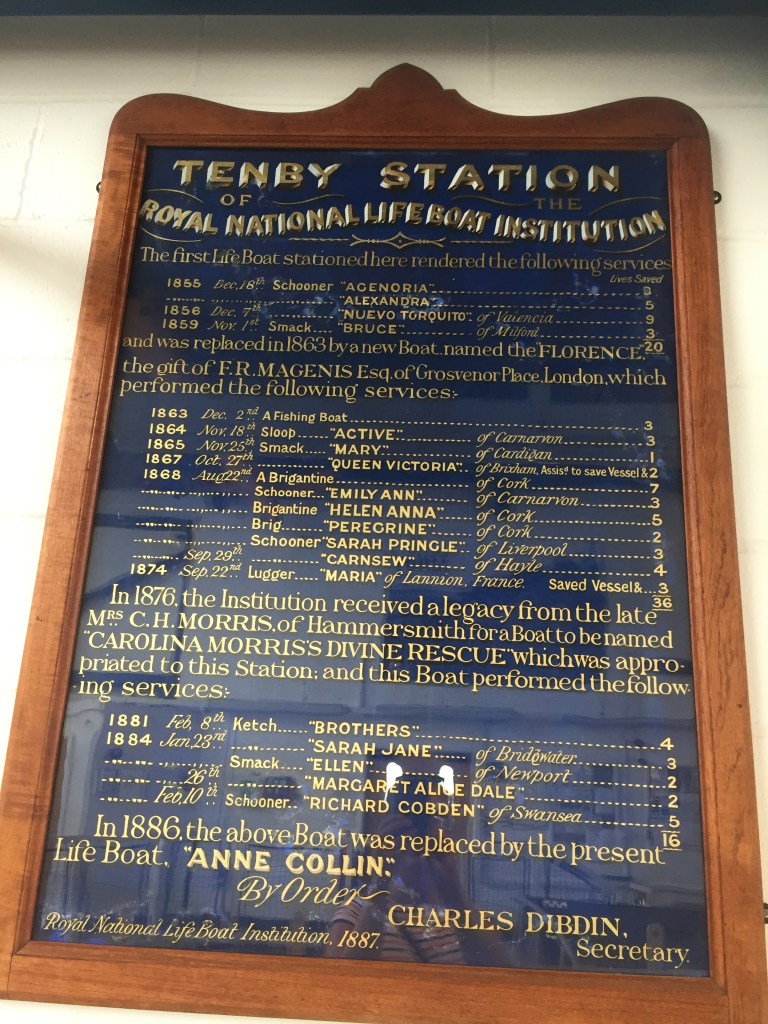 TENBY STATION
OF THE
ROYAL NATIONAL LIFE BOAT INSTITUTION
The first Life Boat stationed here rendered the following services
Lives Saved
1855 Dec. 18th Schooner "AGENORIA" 3
"ALEXANDRA" 5
1856 Dec. 7th "NUEVO TORQUITO" of Valencia 9
1859 Nov. 1st Smack "BRUCE" of Milford 3
20
and was replaced in 1863 by a new Boat, named the "FLORENCE,"
the gift of F.R. MAGENIS Esq. of Grosvenor Place, London, which
performed the following services:-
1863 Dec. 2nd A Fishing Boat 3
1864 Nov. 18th Sloop "ACTIVE" of Carnarvon 3
1865 Nov. 25th Smack "MARY" of Cardigan 1
1867 Oct. 27th "QUEEN VICTORIA" of Brixham, Assisd to save Vessel & 2
1868 Aug 22nd A Brigantine of Cork 7
Schooner "EMILY ANN" of Carnarvon 3
Brigantine "HELEN ANNA" of Cork 5
Brig "PEREGRINE" of Cork 2
Schooner "SARAH PRINGLE" of Liverpool 3
Sep. 29th "CARNSEW" of Hayle 4
1874 Sep. 22nd Lugger "MARIA" of Lannion, France. Saved Vessel & 3
36
In 1876, the Institution received a legacy from the late
Mrs C. H. MORRIS, of Hammersmith for a Boat to be named
"CAROLINA MORRIS'S DIVINE RESCUE" which was appro-
priated to this Station; and this Boat performed the follow-
ing services:-
1881 Feb. 8th Ketch "BROTHERS" 4
1884 Jan. 23rd "SARAH JANE" of Bridgwater 3
Smack "ELLEN" of Newport 2
26th "MARGARET ALICE DALE" 2
Feb. 10th Schooner "RICHARD COBDEN" of Swansea 5
16
In 1886, the above Boat was replaced by the present
Life Boat, "ANNE COLLIN."
By Order
CHARLES DIBDIN,
Royal National Life Boat Institution, 1887.
Secretary.